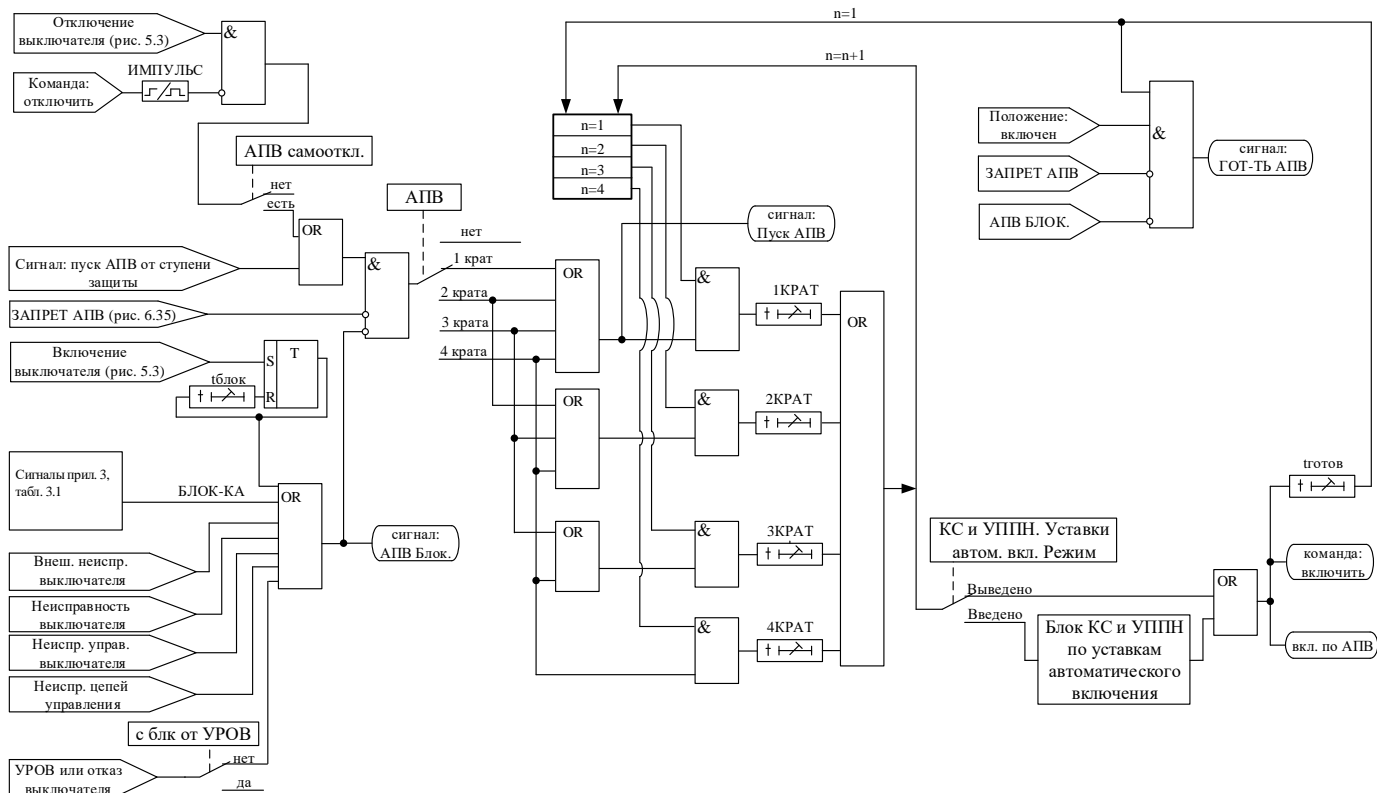 Отключение
выключателя (рис. 5.3)
&
Команда:
отключить
ИМПУЛЬС
АПВ самооткл.
нет
есть
OR
Сигнал: пуск АПВ от ступени
защиты
&
АПВ
нет
1 крат
2 крата
3 крата
4 крата
ЗАПРЕТ АПВ (рис. 6.35)
Включение
выключателя (рис. 5.3)
S
T
R
tблок
Сигналы прил. 3,
табл. 3.1
БЛОК-КА
OR
сигнал:
АПВ Блок.
Внеш. неиспр.
выключателя
Неисправность
выключателя
Неиспр. управ.
выключателя
Неиспр. цепей
управления
с блк от УРОВ
нет
да
УРОВ или отказ
выключателя
n=1
n=n+1
n=1
n=2
n=3
n=4
сигнал:
Пуск АПВ
OR
OR
OR
&
1КРАТ
&
2КРАТ
&
3КРАТ
&
4КРАТ
OR
Положение:
включен
ЗАПРЕТ АПВ
АПВ БЛОК.
&
сигнал:
ГОТ-ТЬ АПВ
КС и УППН. Уставки
автом. вкл. Режим
Выведено
Введено
Блок КС и УППН
по уставкам
автоматического
включения
OR
tготов
команда:
включить
вкл. по АПВ